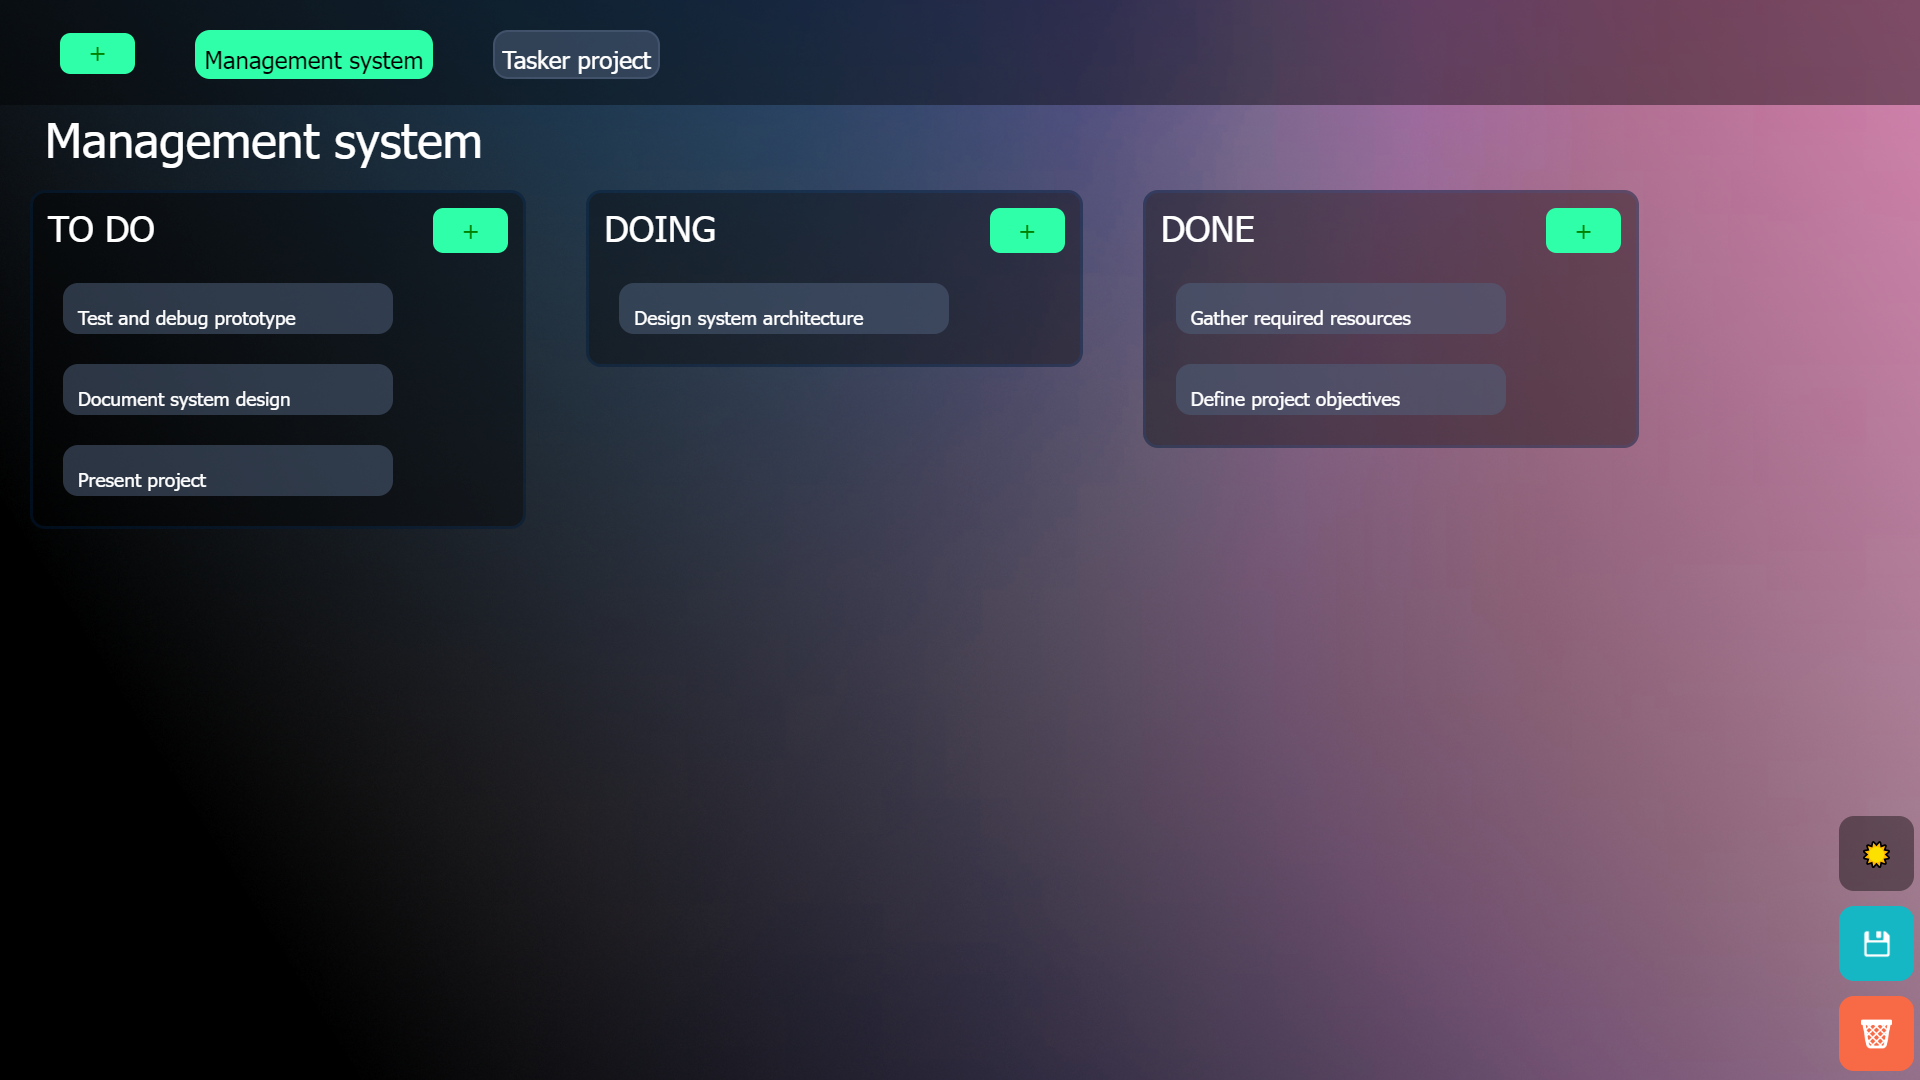 +
Management system
Tasker project
Management system
TO DO
+
Test and debug prototype
Document system design
Present project
DOING
+
Design system architecture
DONE
+
Gather required resources
Define project objectives